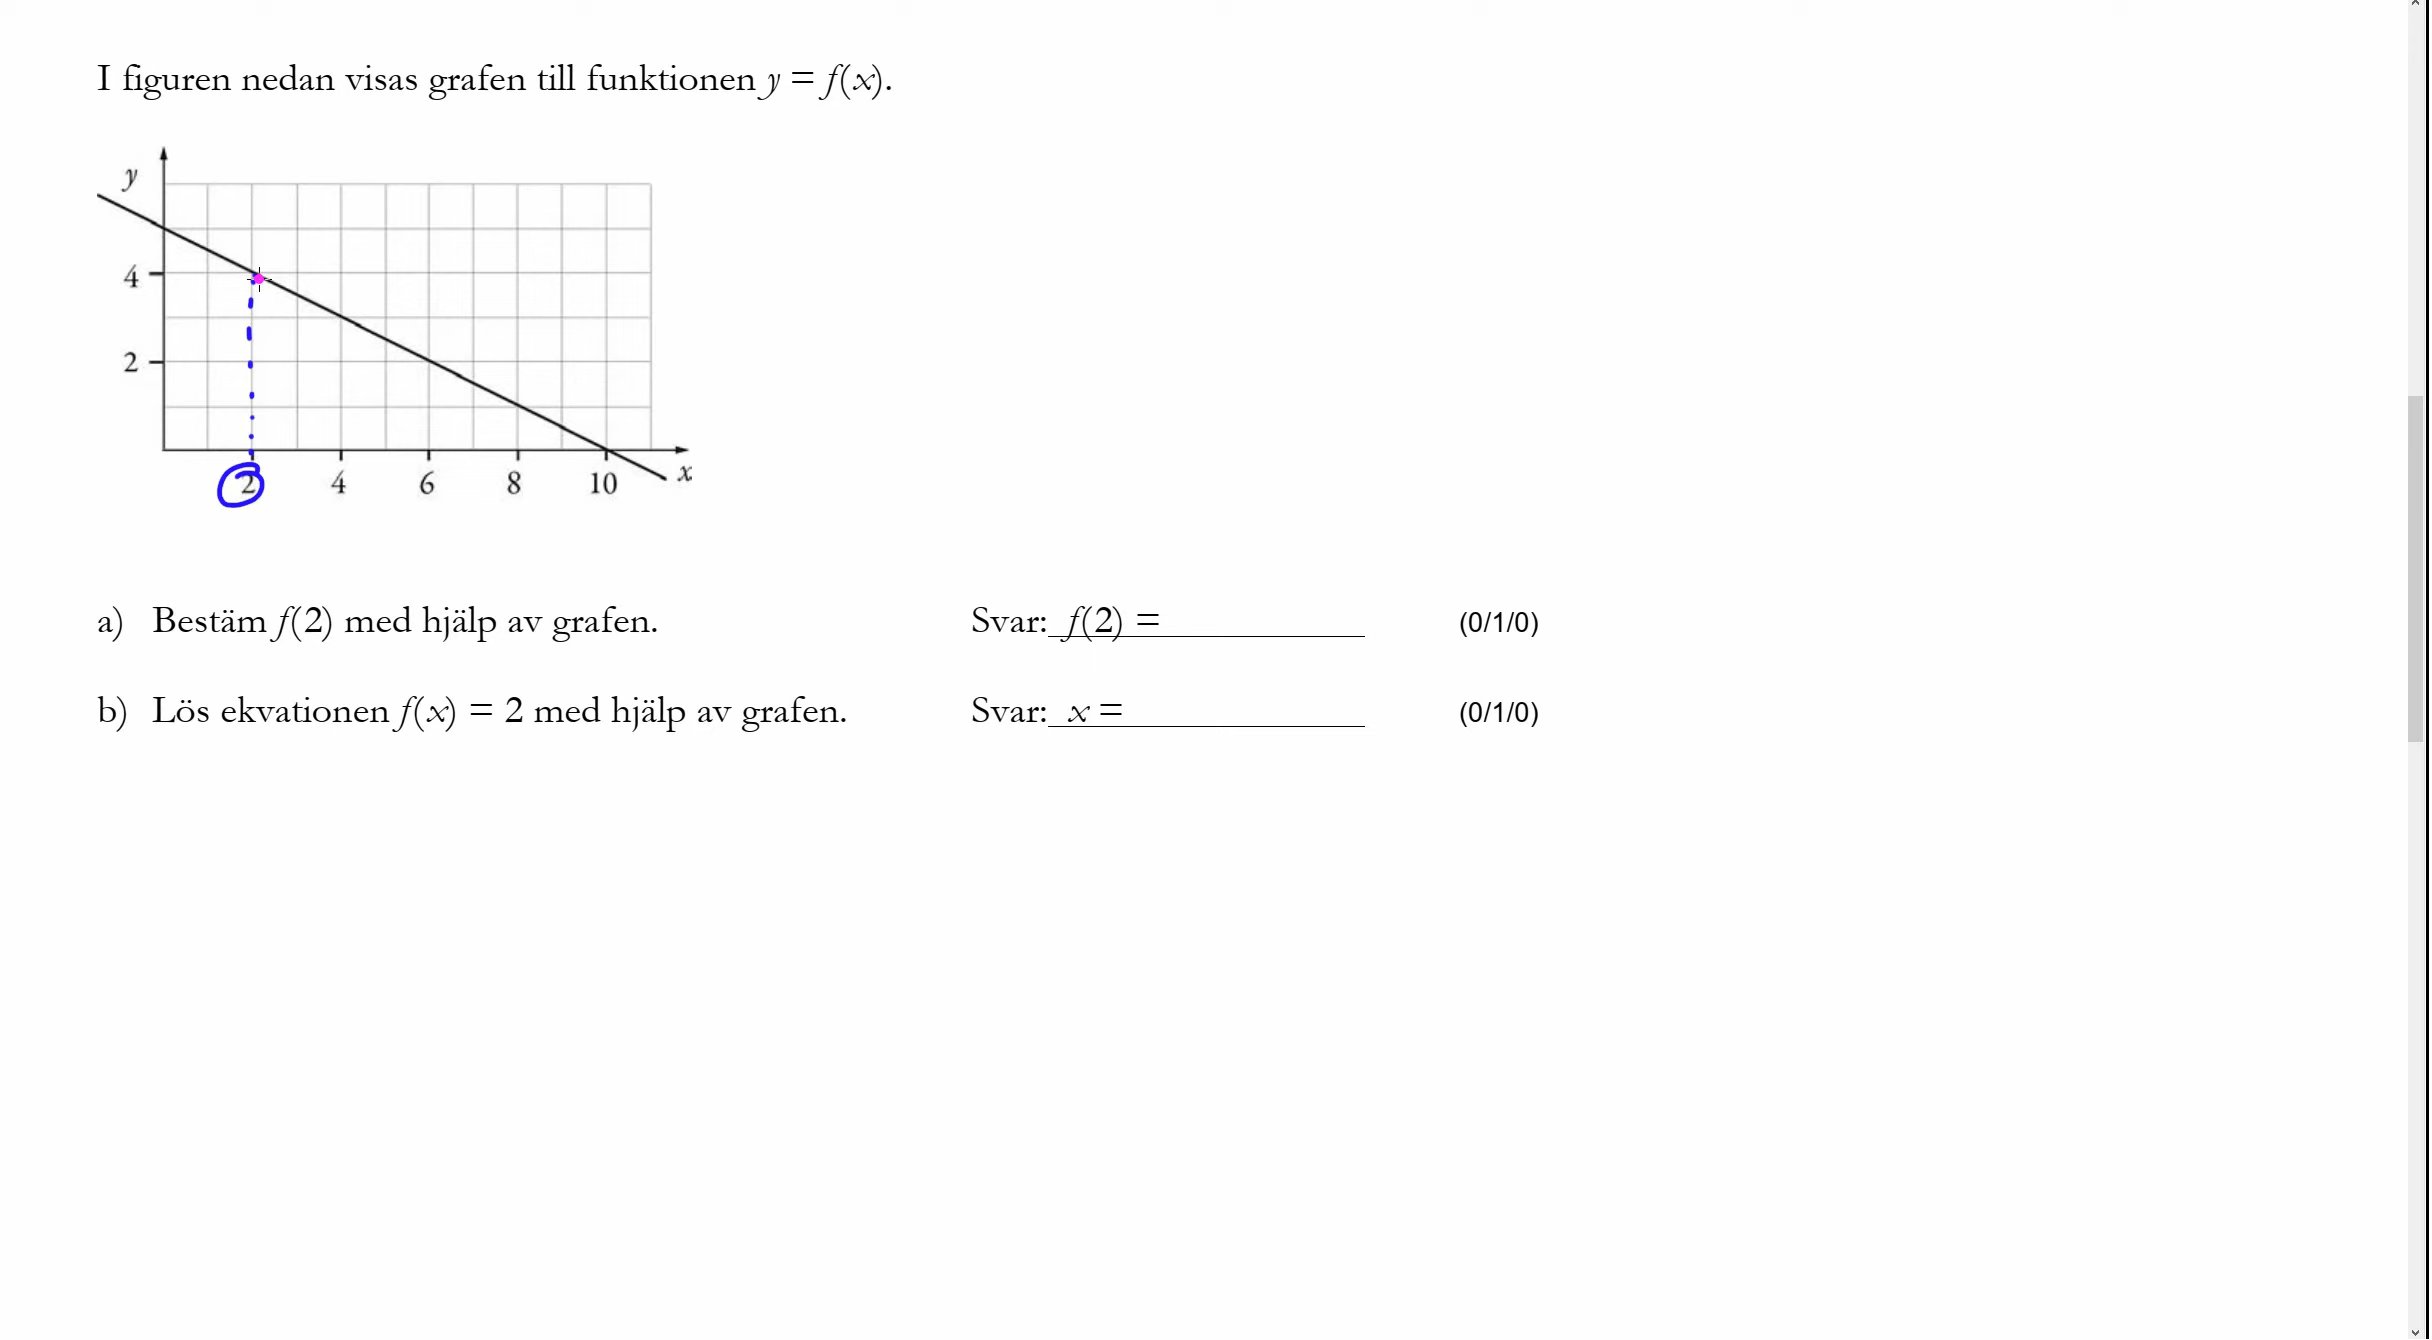 I figuren nedan visas grafen till funktionen y = f(x).
y
4
2
2 4 6 8 10 x
a) Bestäm f(2) med hjälp av grafen. Svar: f(2) = (0/1/0)
b) Lös ekvationen f(x) = 2 med hjälp av grafen. Svar: x = (0/1/0)